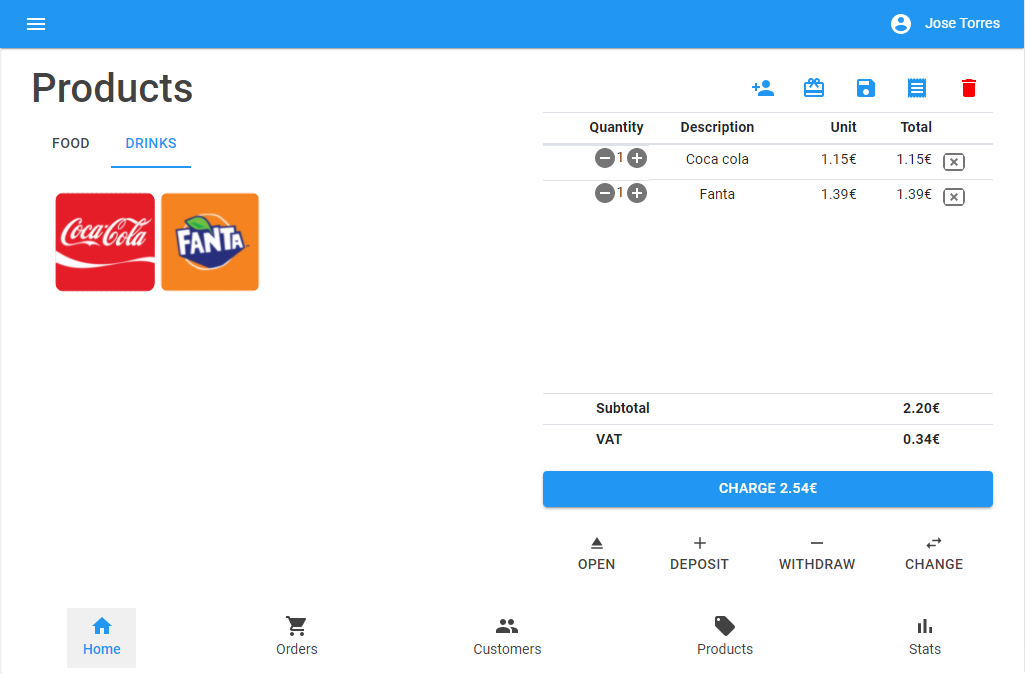 Jose Torres
Products
FOOD DRINKS
Coca-Cola
FANTA
Quantity Description Unit Total
1 Coca cola 1.15€ 1.15€
1 Fanta 1.39€ 1.39€
Subtotal 2.20€
VAT 0.34€
CHARGE 2.54€
OPEN DEPOSIT WITHDRAW CHANGE
Home Orders Customers Products Stats